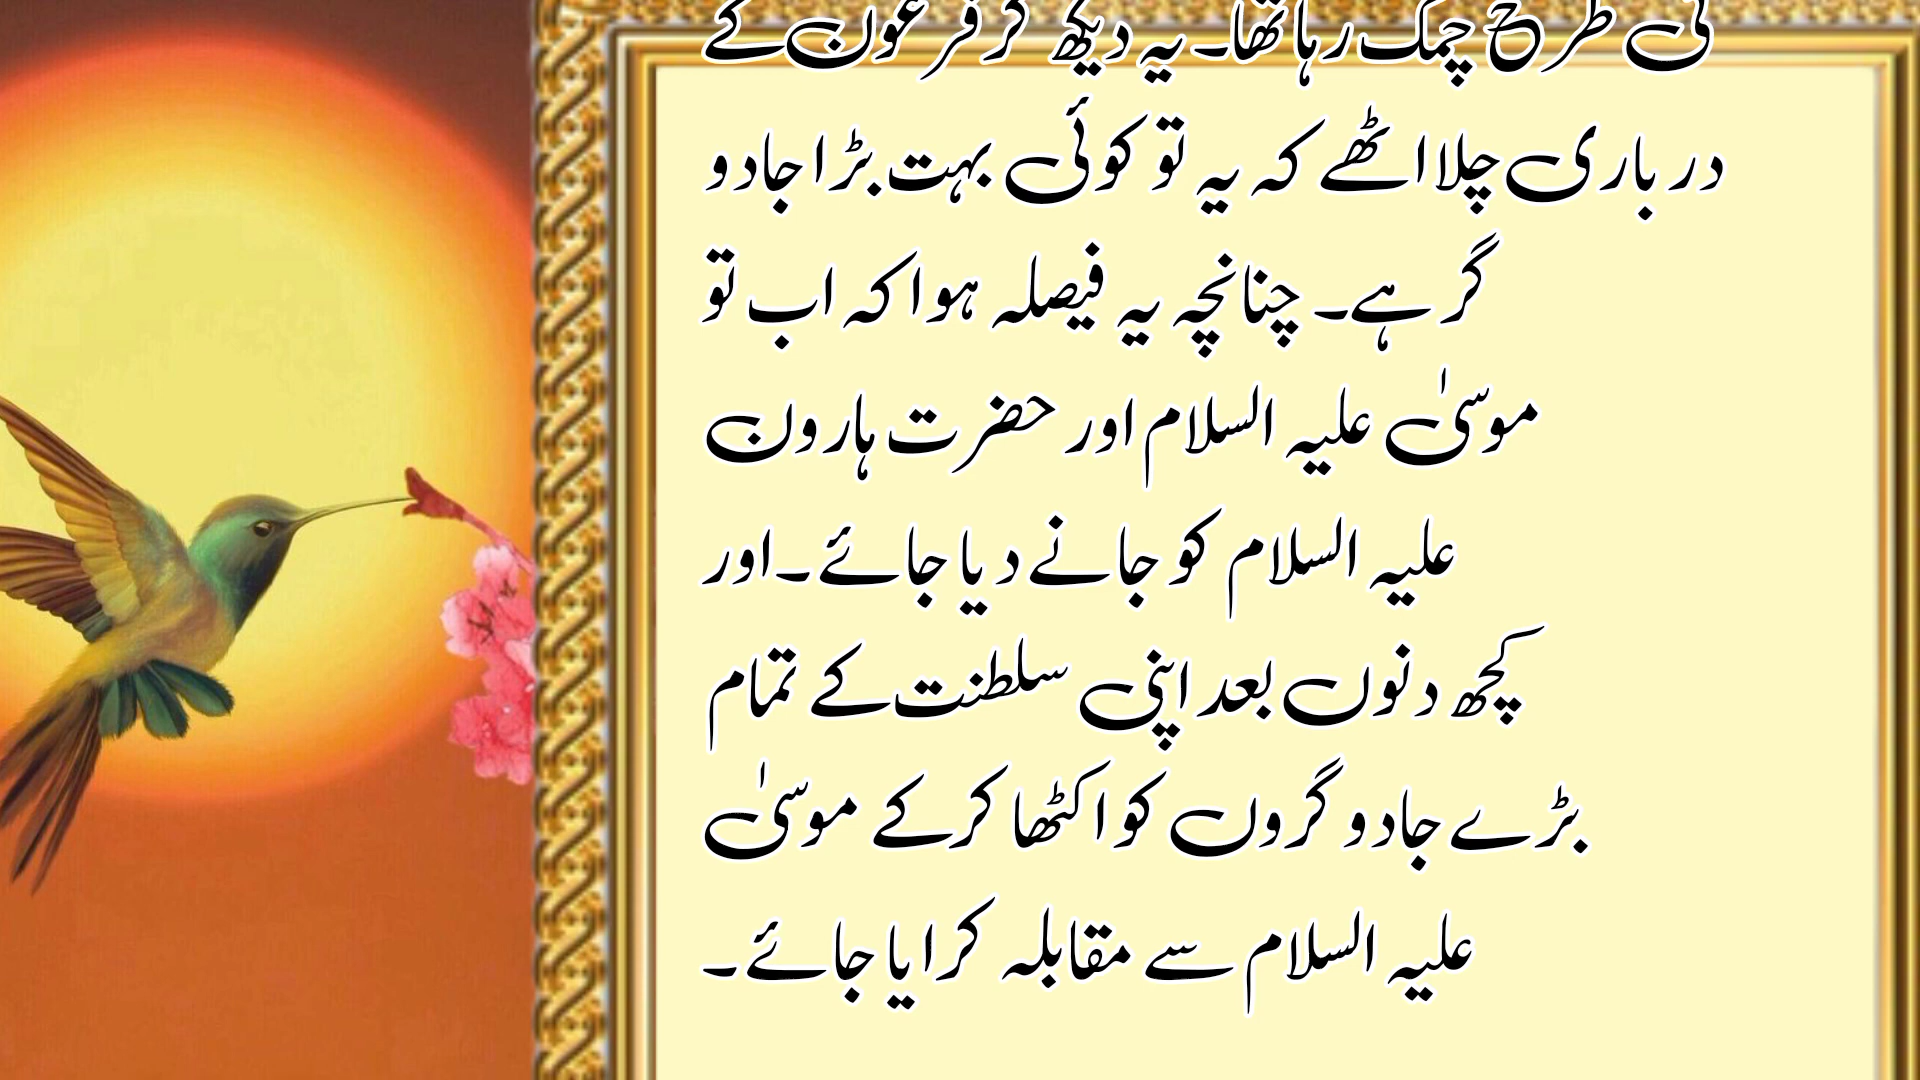 کی طرح چمک رہا تھا۔ یہ دیکھ کر فرعون کے
درباری چلا اٹھے کہ یہ تو کوئی بہت بڑا جادو
گر ہے۔ چنانچہ یہ فیصلہ ہوا کہ اب تو
موسیٰ علیہ السلام اور حضرت ہارون
علیہ السلام کو جانے دیا جائے۔اور
کچھ دنوں بعد اپنی سلطنت کے تمام
بڑے جادوگروں کو اکٹھا کرکے موسیٰ
علیہ السلام سے مقابلہ کرایا جائے۔